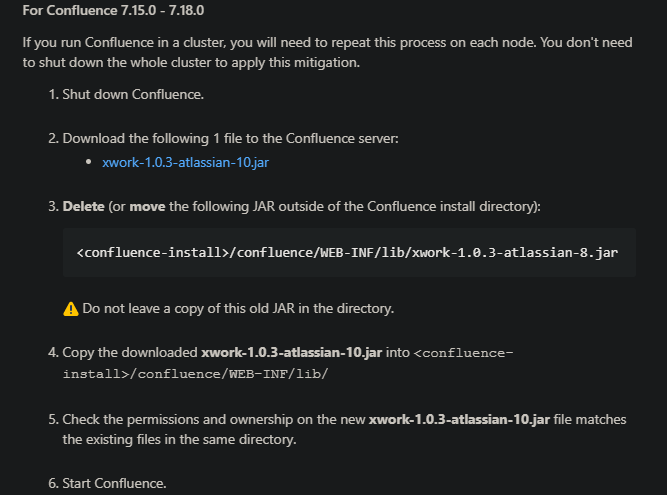 For Confluence 7.15.0 - 7.18.0
If you run Confluence in a cluster, you will need to repeat this process on each node. You don't need
to shut down the whole cluster to apply this mitigation.
1. Shut down Confluence.
2. Download the following 1 file to the Confluence server:
• xwork-1.0.3-atlassian-10.jar
3. Delete (or move the following JAR outside of the Confluence install directory):
<confluence-install>/confluence/WEB-INF/lib/xwork-1.0.3-atlassian-8.jar
Do not leave a copy of this old JAR in the directory.
4. Copy the downloaded xwork-1.0.3-atlassian-10.jar into <confluence-
install>/confluence/WEB-INF/lib/
5. Check the permissions and ownership on the new xwork-1.0.3-atlassian-10.jar file matches
the existing files in the same directory.
6. Start Confluence.